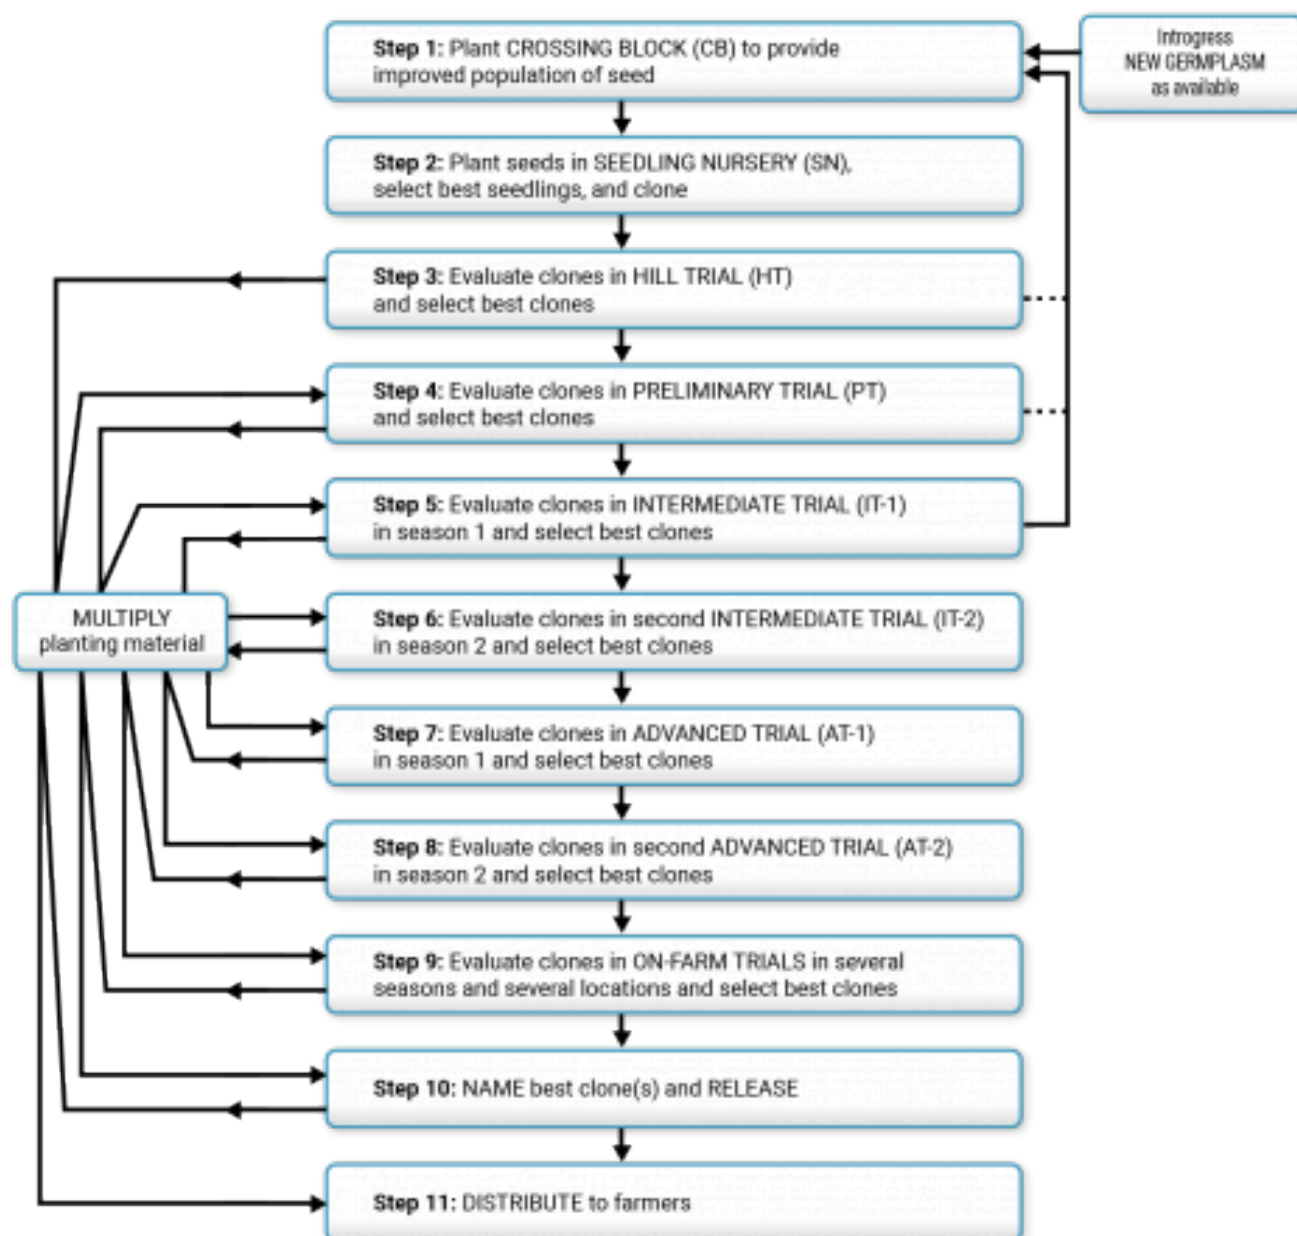 Step 1: Plant CROSSING BLOCK (CB) to provide
improved population of seed
Introgress
NEW GERMPLASM
as available
Step 2: Plant seeds in SEEDLING NURSERY (SN),
select best seedlings, and clone
Step 3: Evaluate clones in HILL TRIAL (HT)
and select best clones
Step 4: Evaluate clones in PRELIMINARY TRIAL (PT)
and select best clones
Step 5: Evaluate clones in INTERMEDIATE TRIAL (IT-1)
in season 1 and select best clones
MULTIPLY
planting material
Step 6: Evaluate clones in second INTERMEDIATE TRIAL (IT-2)
in season 2 and select best clones
Step 7: Evaluate clones in ADVANCED TRIAL (AT-1)
in season 1 and select best clones
Step 8: Evaluate clones in second ADVANCED TRIAL (AT-2)
in season 2 and select best clones
Step 9: Evaluate clones in ON-FARM TRIALS in several
seasons and several locations and select best clones
Step 10: NAME best clone(s) and RELEASE
Step 11: DISTRIBUTE to farmers